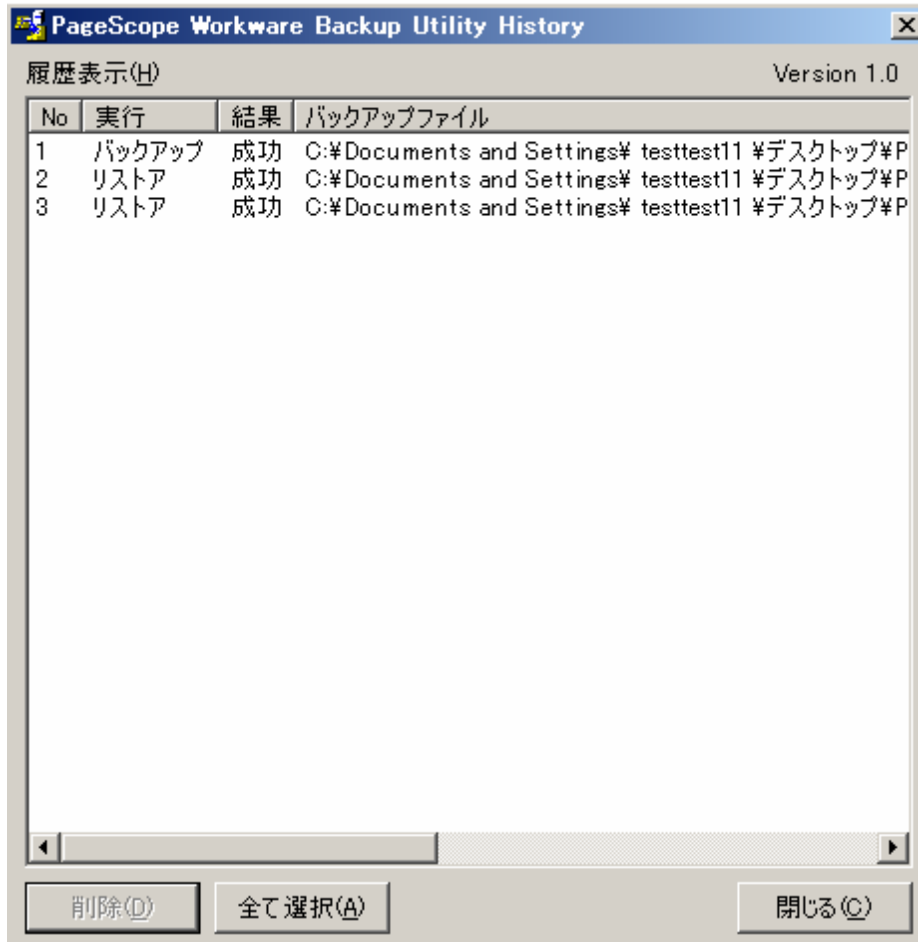 PageScope Workware Backup Utility History
履歴表示(H) Version 1.0
No 実行 結果 バックアップファイル
1 バックアップ 成功 C:¥Documents and Settings¥ testtest11 ¥デスクトップ¥P
2 リストア 成功 C:¥Documents and Settings¥ testtest11 ¥デスクトップ¥P
3 リストア 成功 C:¥Documents and Settings¥ testtest11 ¥デスクトップ¥P
削除(D) 全て選択(A) 閉じる(C)